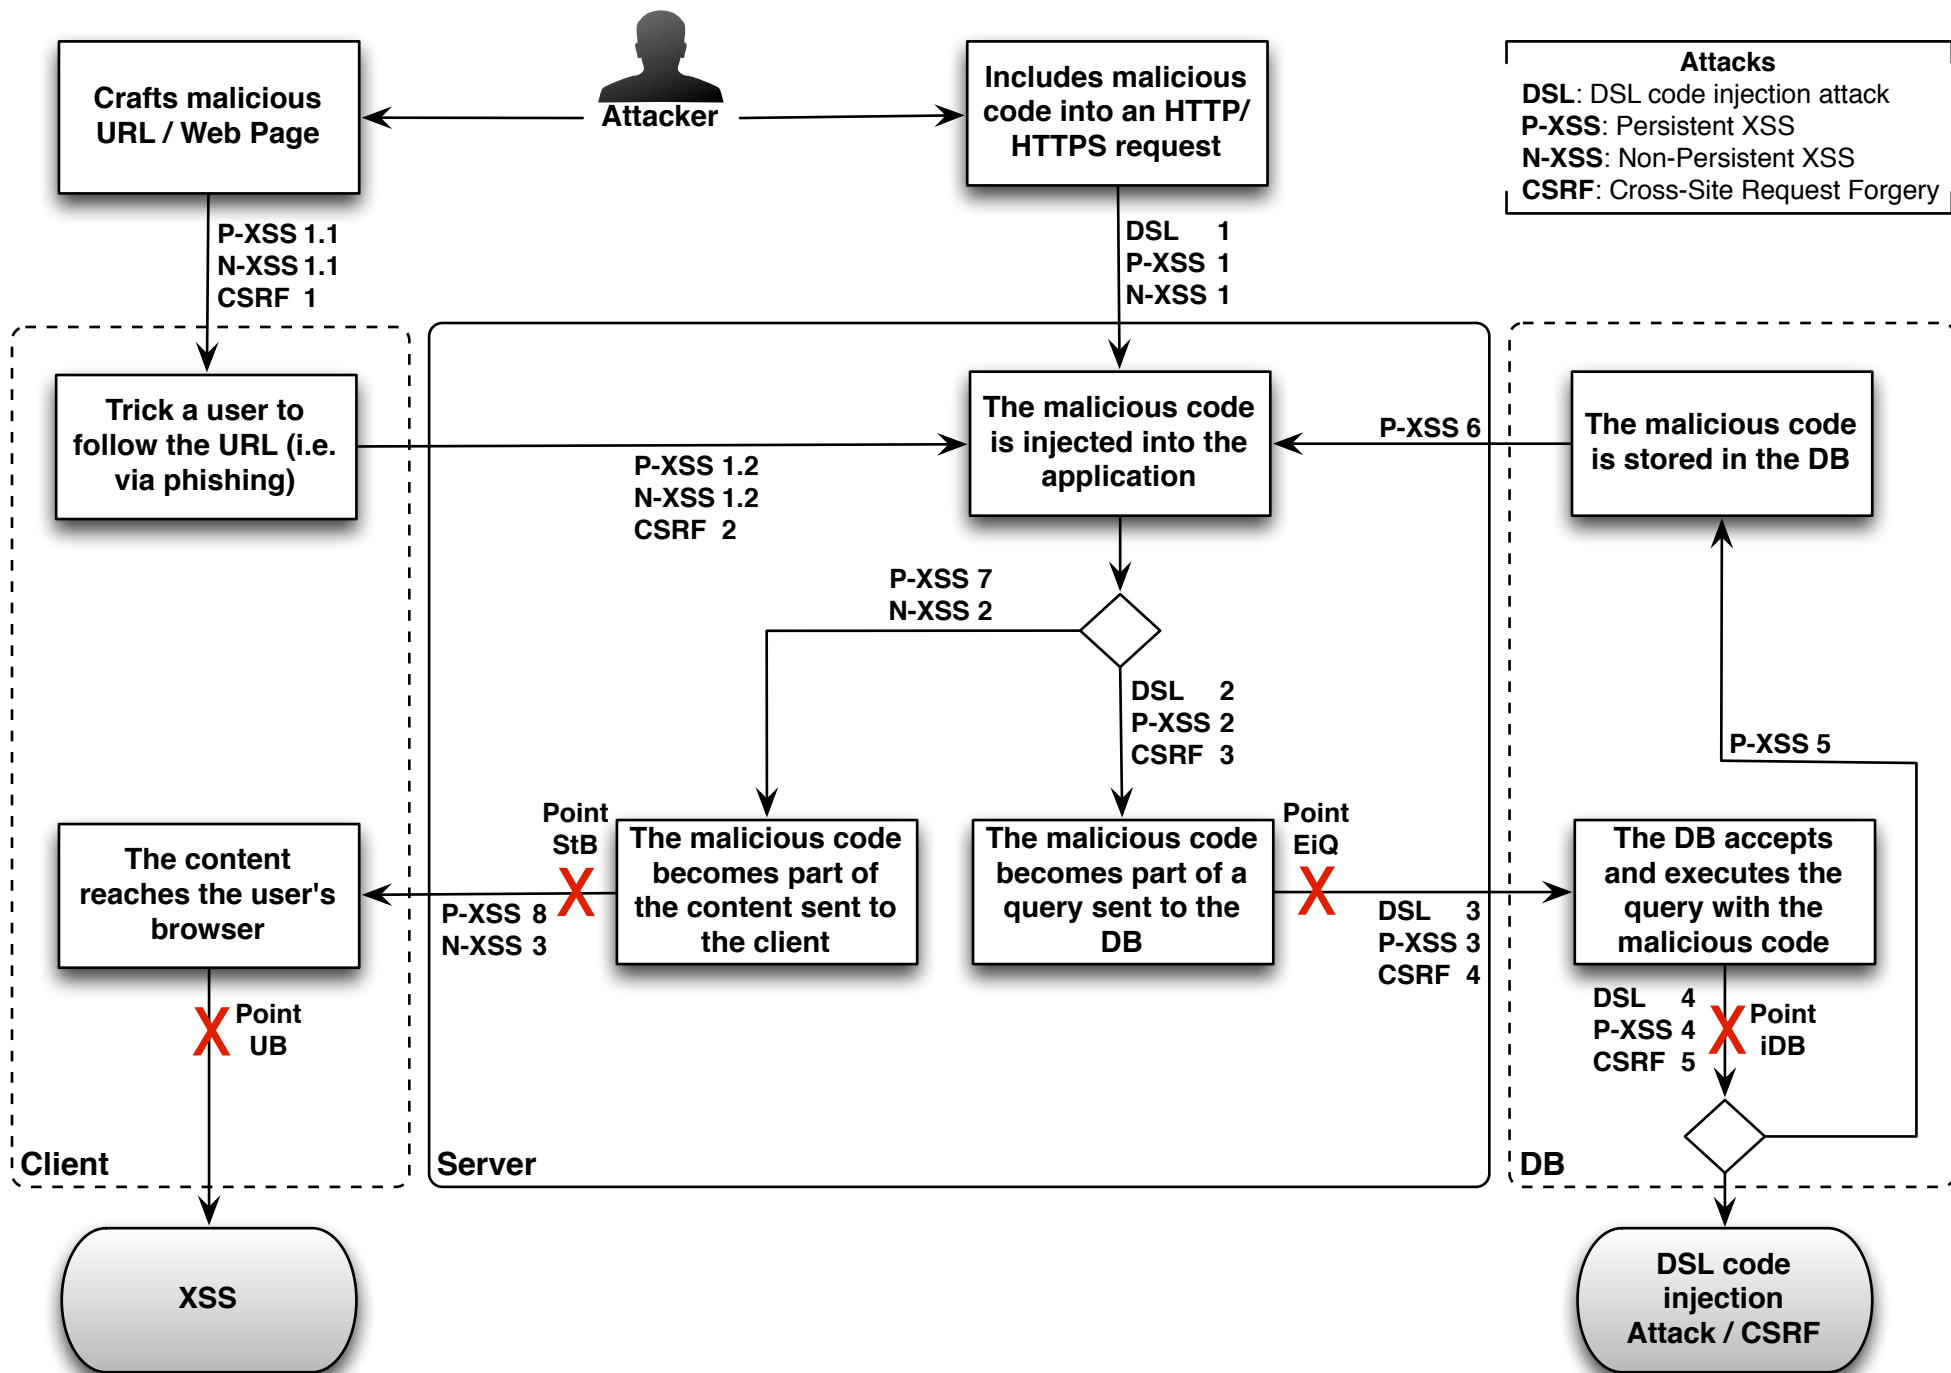 Attacker
Crafts malicious
URL / Web Page
Includes malicious
code into an HTTP/
HTTPS request
Attacks
DSL: DSL code injection attack
P-XSS: Persistent XSS
N-XSS: Non-Persistent XSS
CSRF: Cross-Site Request Forgery
P-XSS 1.1
N-XSS 1.1
CSRF 1
DSL 1
P-XSS 1
N-XSS 1
Trick a user to
follow the URL (i.e.
via phishing)
P-XSS 1.2
N-XSS 1.2
CSRF 2
The malicious code
is injected into the
application
P-XSS 6
The malicious code
is stored in the DB
P-XSS 7
N-XSS 2
DSL 2
P-XSS 2
CSRF 3
P-XSS 5
The content
reaches the user's
browser
Point
StB
X
P-XSS 8
N-XSS 3
The malicious code
becomes part of
the content sent to
the client
The malicious code
becomes part of a
query sent to the
DB
Point
EiQ
X
DSL 3
P-XSS 3
CSRF 4
The DB accepts
and executes the
query with the
malicious code
X
Point
UB
DSL 4
P-XSS 4
CSRF 5
X
Point
iDB
Client
Server
DB
XSS
DSL code
injection
Attack / CSRF